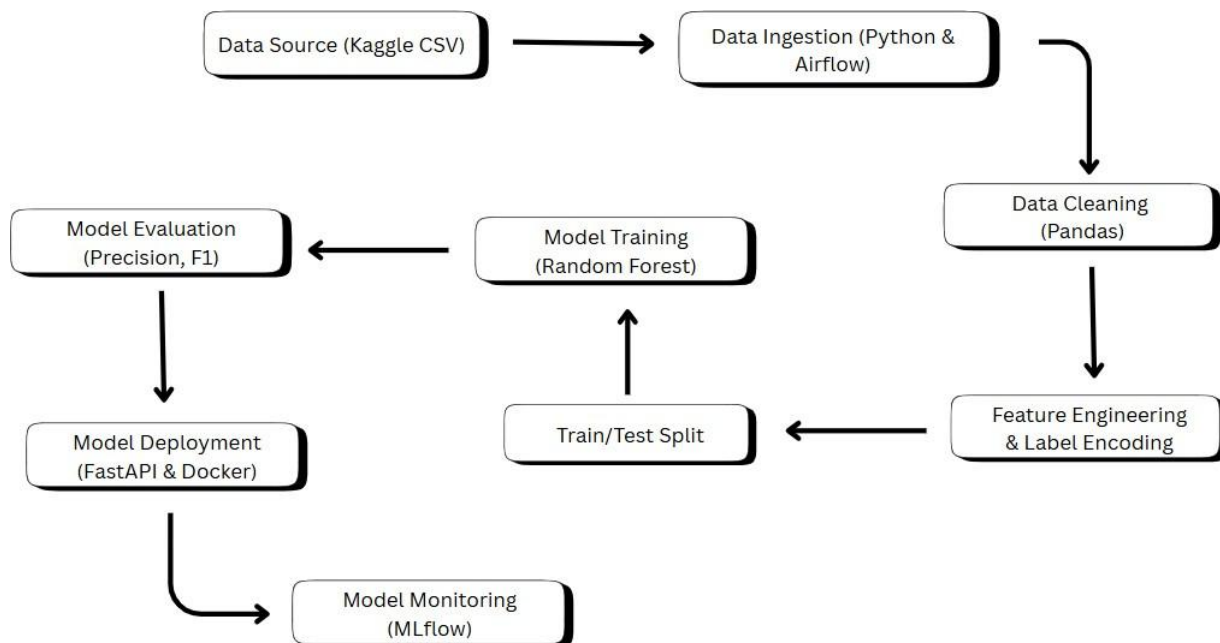 Data Source (Kaggle CSV)
Data Ingestion (Python &
Airflow)
Data Cleaning
(Pandas)
Feature Engineering
& Label Encoding
Train/Test Split
Model Training
(Random Forest)
Model Evaluation
(Precision, F1)
Model Deployment
(FastAPI & Docker)
Model Monitoring
(MLflow)